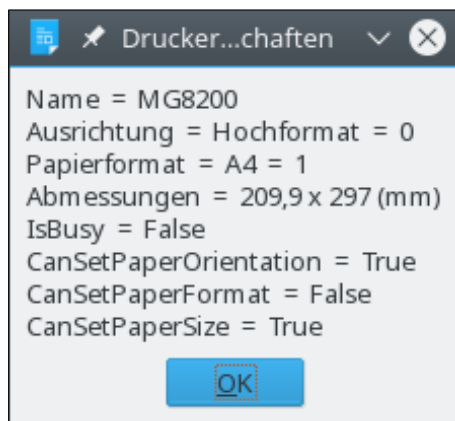 Drucker...chaften
Name = MG8200
Ausrichtung = Hochformat = 0
Papierformat = A4 = 1
Abmessungen = 209,9 x 297 (mm)
IsBusy = False
CanSetPaperOrientation = True
CanSetPaperFormat = False
CanSetPaperSize = True
OK